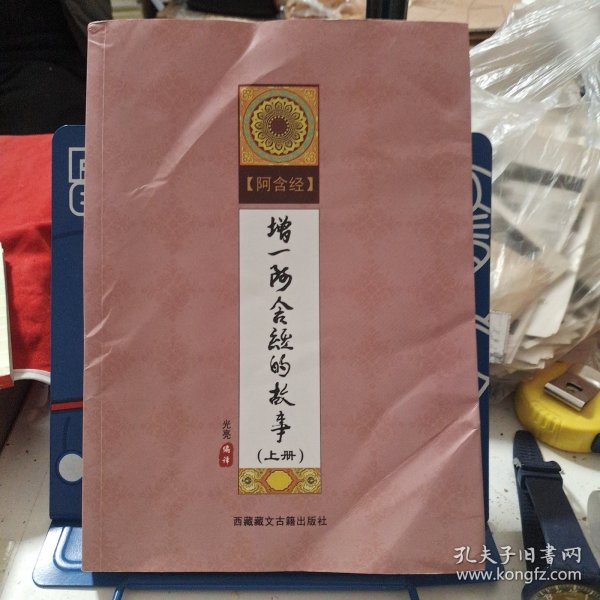 【阿含经】
增一阿含經的故事
(上册)
光亮
编译
西藏藏文古籍出版社
孔夫子旧书网
www.kongfz.com